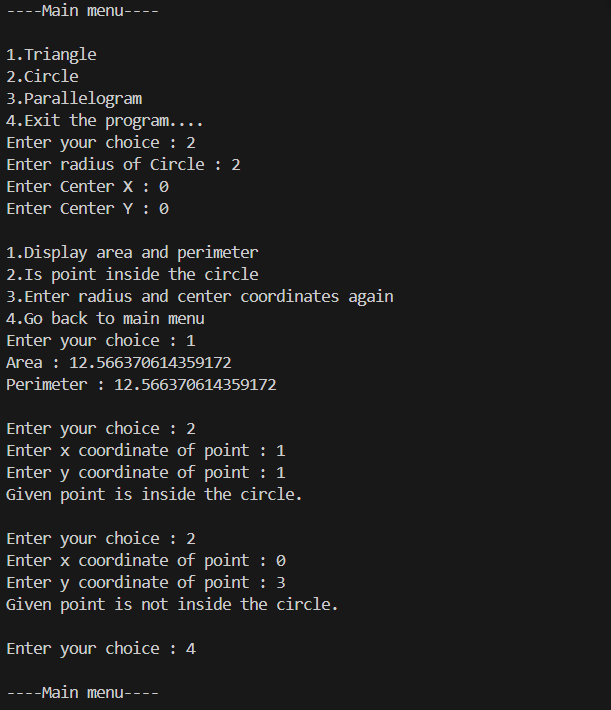 ----Main menu----
1.Triangle
2.Circle
3.Parallelogram
4.Exit the program....
Enter your choice : 2
Enter radius of Circle : 2
Enter Center X : 0
Enter Center Y : 0
1.Display area and perimeter
2.Is point inside the circle
3.Enter radius and center coordinates again
4.Go back to main menu
Enter your choice : 1
Area : 12.566370614359172
Perimeter : 12.566370614359172
Enter your choice : 2
Enter x coordinate of point : 1
Enter y coordinate of point : 1
Given point is inside the circle.
Enter your choice : 2
Enter x coordinate of point : 0
Enter y coordinate of point : 3
Given point is not inside the circle.
Enter your choice : 4
----Main menu----